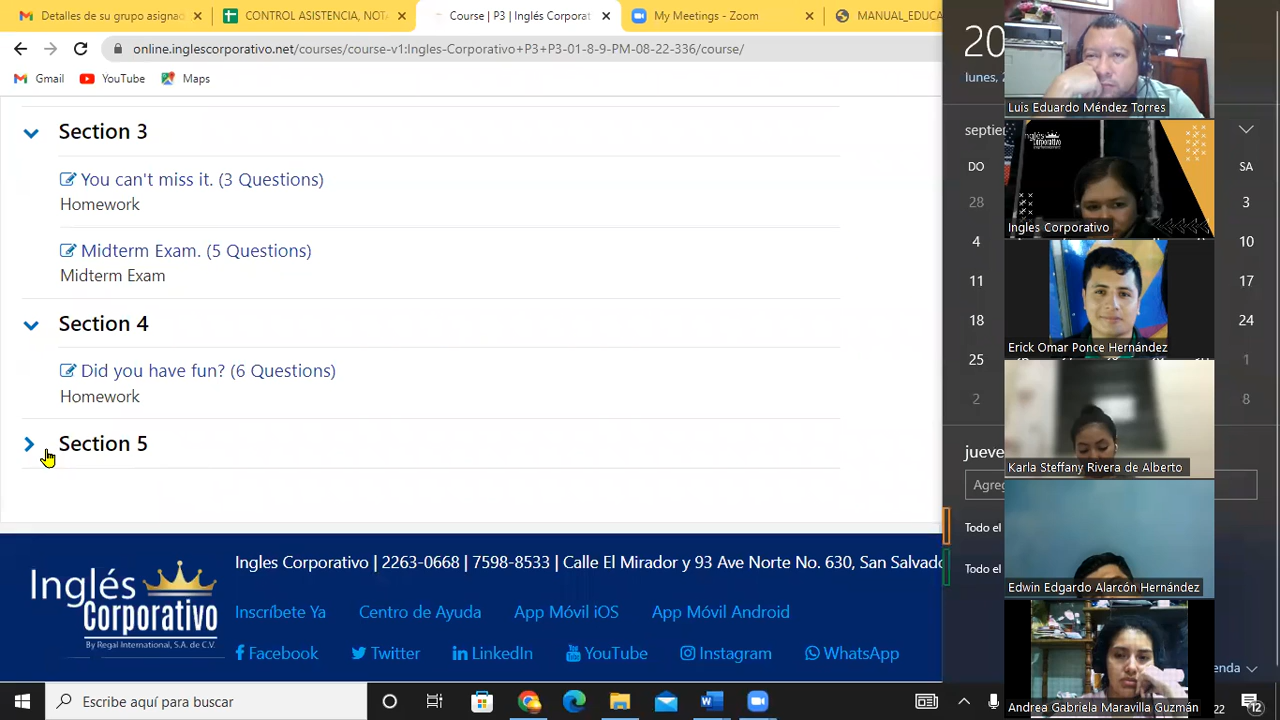 Detalles de su grupo asignad
CONTROL ASISTENCIA, NOT
Course | P3 | Inglés Corporat
My Meetings - Zoom
MANUAL_EDUCA
online.inglescorporativo.net/courses/course-v1:Ingles-Corporativo+P3+P3-01-8-9-PM-08-22-336/course/
Gmail
YouTube
Maps
Section 3
You can't miss it. (3 Questions)
Homework
Midterm Exam. (5 Questions)
Midterm Exam
Section 4
Did you have fun? (6 Questions)
Homework
Section 5
Ingles Corporativo | 2263-0668 | 7598-8533 | Calle El Mirador y 93 Ave Norte No. 630, San Salvado
Inglés
Corporativo
By Regal International, S.A. de C.V.
Inscríbete Ya
Centro de Ayuda
App Móvil iOS
App Móvil Android
Facebook
Twitter
LinkedIn
YouTube
Instagram
WhatsApp
Escribe aquí para buscar
20
lunes, 2
septie
DO
SA
28
3
4
10
11
17
18
24
25
1
2
8
jueve
Agre
Todo el
Todo el
enda
22
12
Luis Eduardo Méndez Torres
Inglés
Corporativo
Ingles Corporativo
Erick Omar Ponce Hernández
Karla Steffany Rivera de Alberto
Edwin Edgardo Alarcón Hernández
Andrea Gabriela Maravilla Guzmán